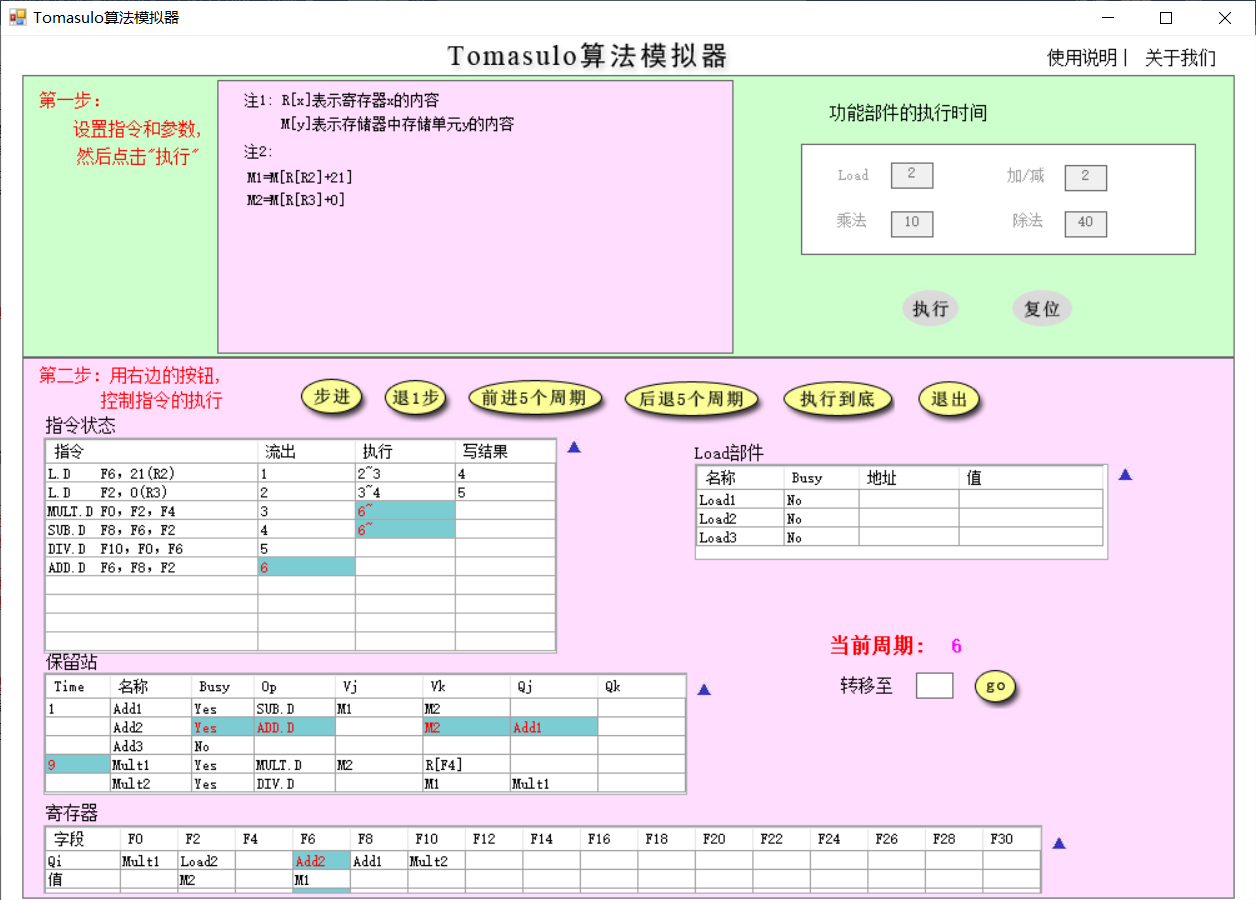 Tomasulo算法模拟器
Tomasulo算法模拟器
使用说明| 关于我们
第一步:
设置指令和参数,
然后点击"执行"
注1: R[x]表示寄存器x的内容
M[y]表示存储器中存储单元y的内容
注2:
M1=M[R[R2]+21]
M2=M[R[R3]+0]
功能部件的执行时间
Load 2 加/减 2
乘法 10 除法 40
执行 复位
第二步: 用右边的按钮,
控制指令的执行
步进 退1步 前进5个周期 后退5个周期 执行到底 退出
指令状态
指令 流出 执行 写结果
L.D F6, 21(R2) 1 2~3 4
L.D F2, 0(R3) 2 3~4 5
MULT.D F0, F2, F4 3 6~
SUB.D F8, F6, F2 4 6~
DIV.D F10, F0, F6 5
ADD.D F6, F8, F2 6
Load部件
名称 Busy 地址 值
Load1 No
Load2 No
Load3 No
当前周期: 6
转移至 go
保留站
Time 名称 Busy Op Vj Vk Qj Qk
1 Add1 Yes SUB.D M1 M2
Add2 Yes ADD.D M2 Add1
Add3 No
9 Mult1 Yes MULT.D M2 R[F4]
Mult2 Yes DIV.D M1 Mult1
寄存器
字段 F0 F2 F4 F6 F8 F10 F12 F14 F16 F18 F20 F22 F24 F26 F28 F30
Qi Mult1 Load2 Add2 Add1 Mult2
值 M2 M1